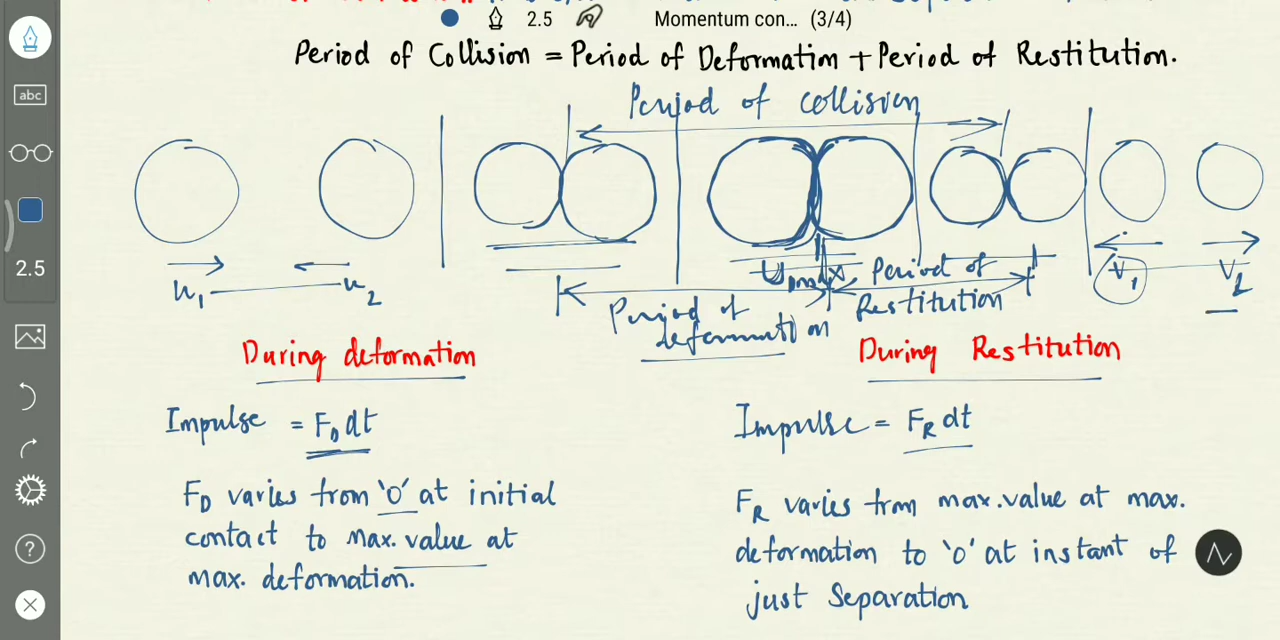 2.5
Momentum con... (3/4)
Period of Collision = Period of Deformation + Period of Restitution.
abc
Period of collision
2.5
u1
u2
Umax
Period of
deformation
Period of
Restitution
V1
V2
During deformation
During Restitution
Impulse = FD dt
Impulse = FR dt
FD varies from 'O' at initial
contact to Max. value at
max. deformation.
FR varies from max.value at max.
deformation to 'O' at instant of
just Separation